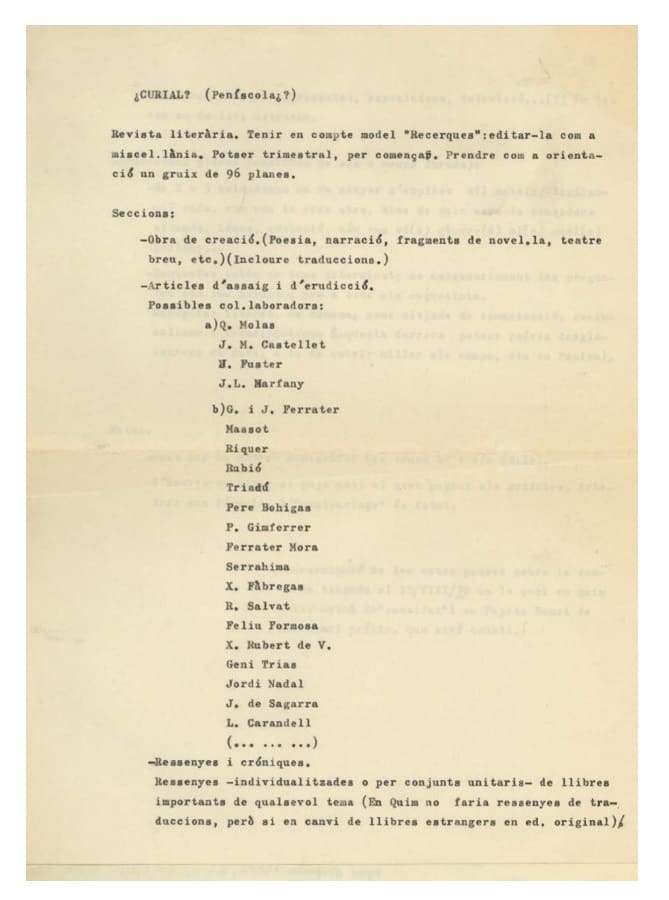 ¿CURIAL? (Peníscola¿?)
Revista literària. Tenir en compte model "Recerques":editar-la com a
miscel.lània. Potser trimestral, per començar. Prendre com a orienta-
ció un gruix de 96 planes.
Seccions:
-Obra de creació.(Poesia, narració, fragments de novel.la, teatre
breu, etc.)(Incloure traduccions.)
-Articles d'assaig i d'erudicció.
Possibles col.laboradors:
a)Q. Molas
J. M. Castellet
Fuster
J.L. Marfany
b)G. i J. Ferrater
Massot
Riquer
Rubió
Triadú
Pere Bohigas
P. Gimferrer
Ferrater Mora
Serrahima
X. Fàbregas
R. Salvat
Feliu Formosa
X. Rubert de V.
Geni Trias
Jordi Nadal
J. de Sagarra
L. Carandell
(... ... ...)
-Ressenyes i cróniques.
Ressenyes -individualitzades o per conjunts unitaris- de llibres
importants de qualsevol tema (En Quim no faria ressenyes de tra-
duccions, però si en canvi de llibres estrangers en ed. original)/